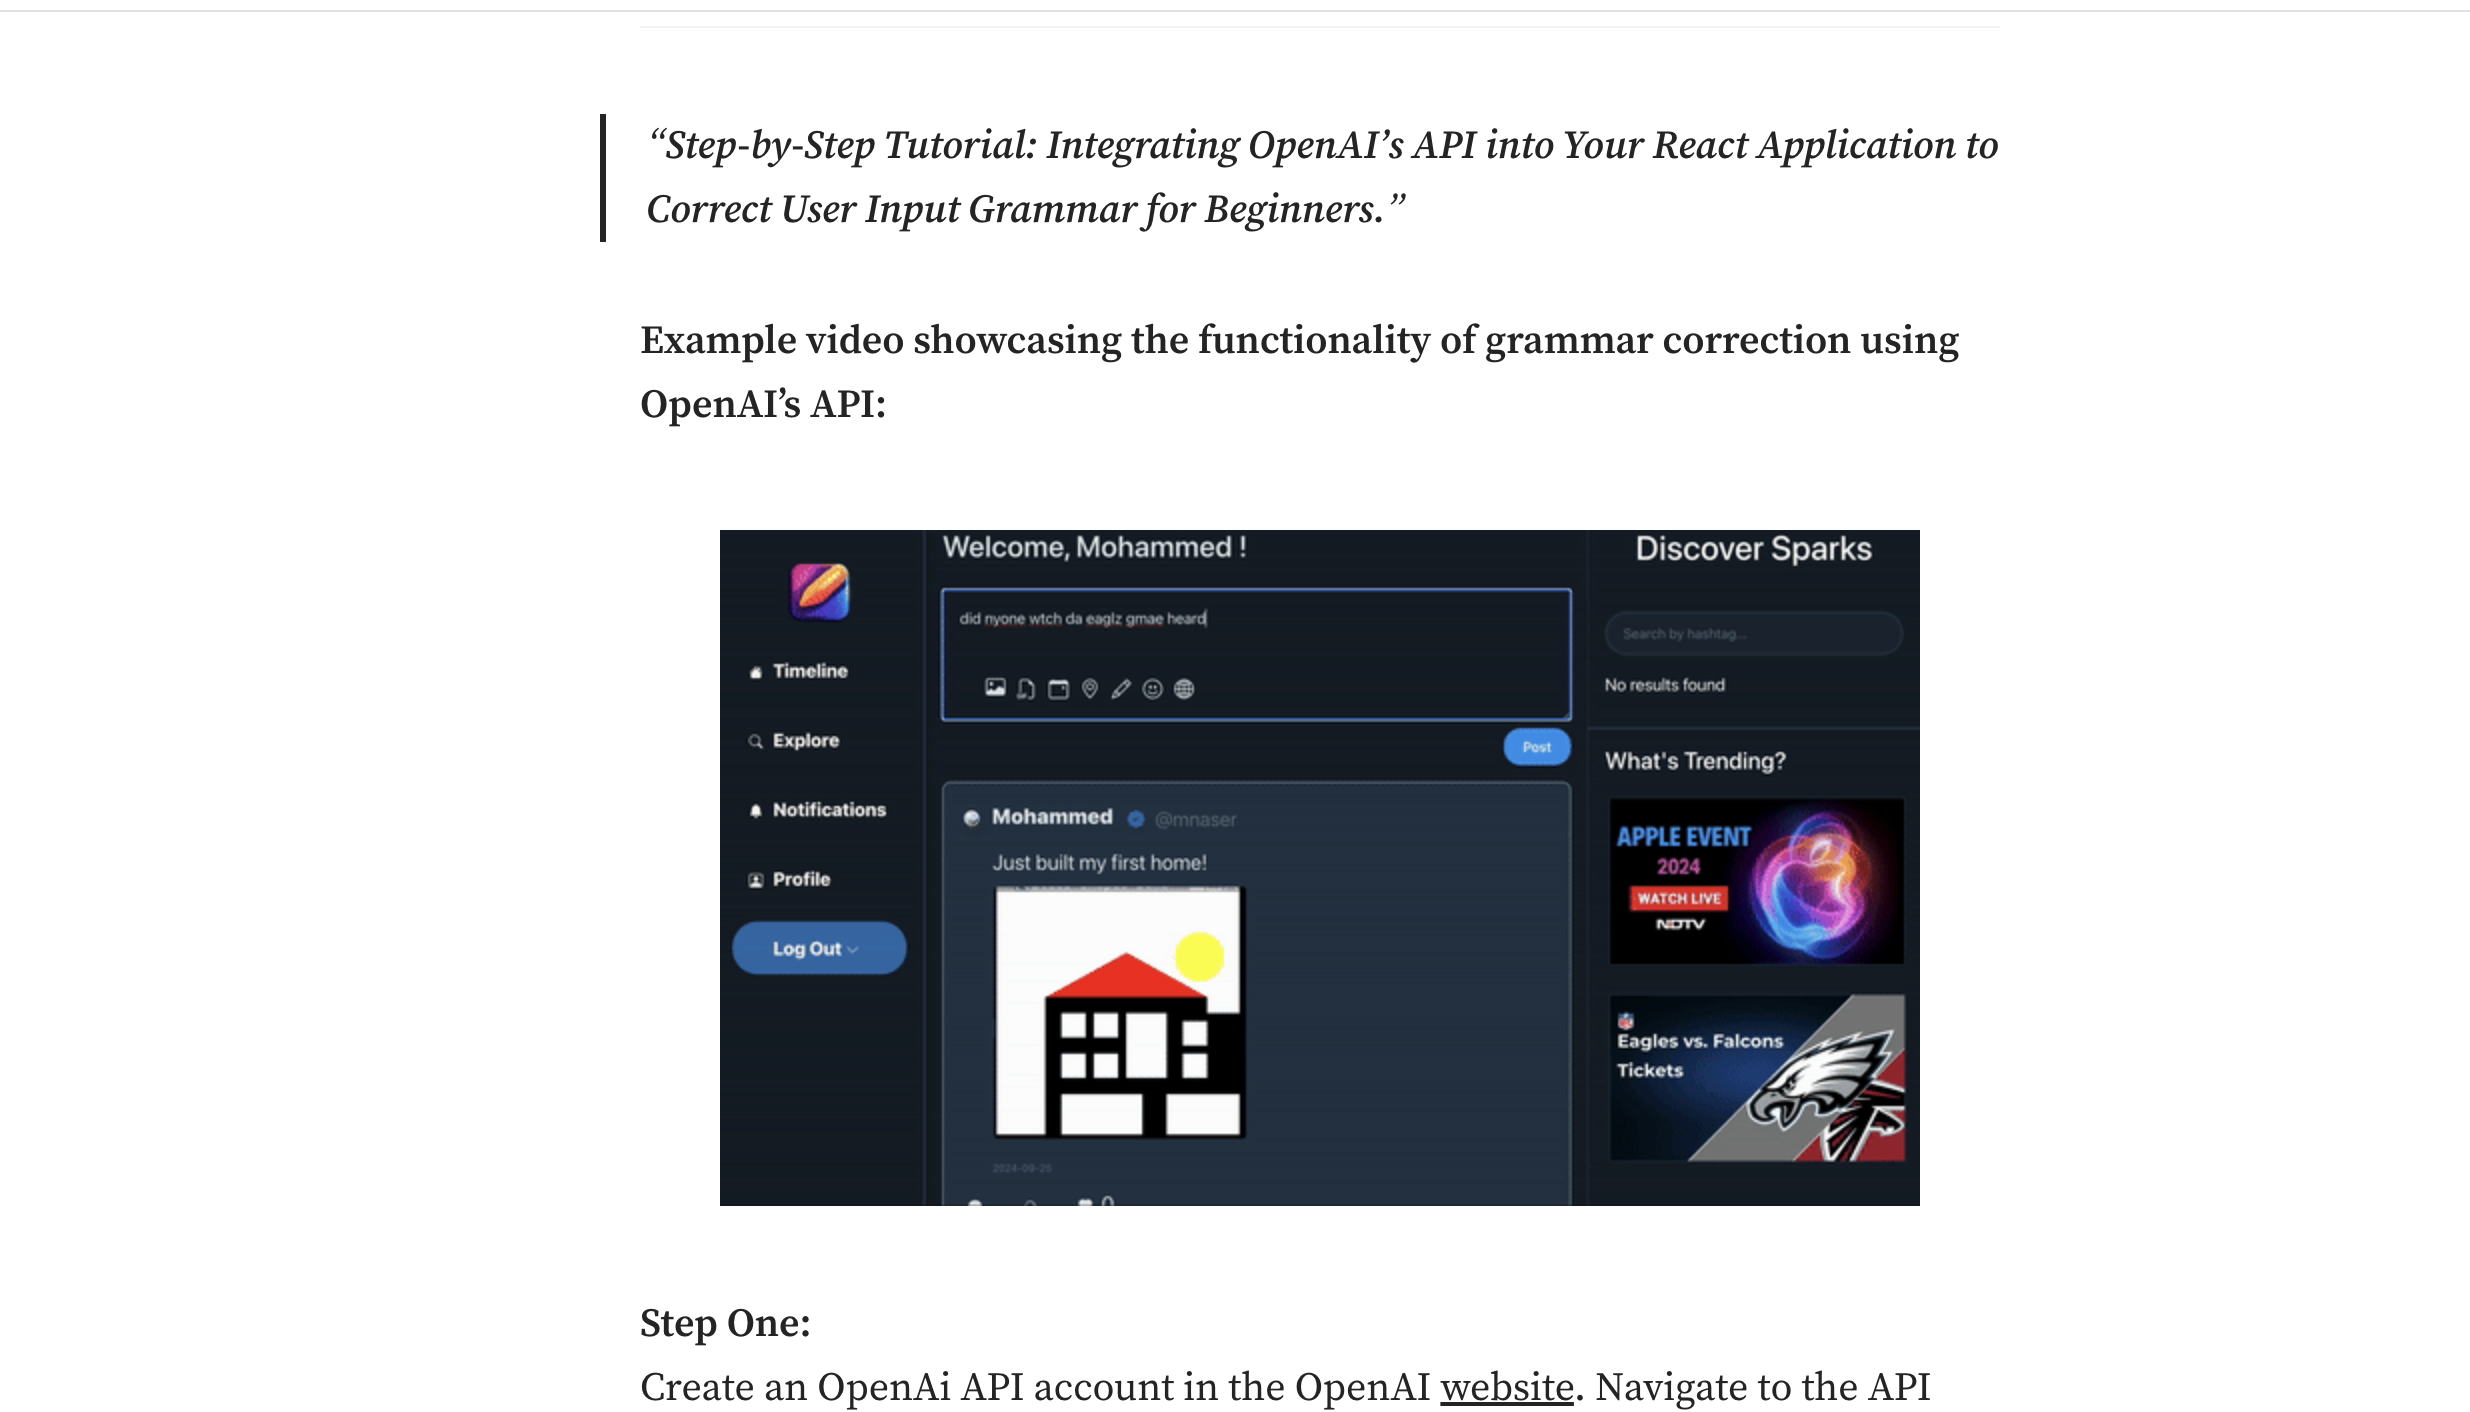 “Step-by-Step Tutorial: Integrating OpenAI’s API into Your React Application to
Correct User Input Grammar for Beginners.”
Example video showcasing the functionality of grammar correction using
OpenAI’s API:
Timeline
Explore
Notifications
Profile
Log Out
Welcome, Mohammed !
did nyone wtch da eaglz gmae heard
Post
Mohammed @mnaser
Just built my first home!
2024-09-26
0
Discover Sparks
Search by hashtag...
No results found
What's Trending?
APPLE EVENT
2024
WATCH LIVE
NDTV
Eagles vs. Falcons
Tickets
Step One:
Create an OpenAi API account in the OpenAI website. Navigate to the API